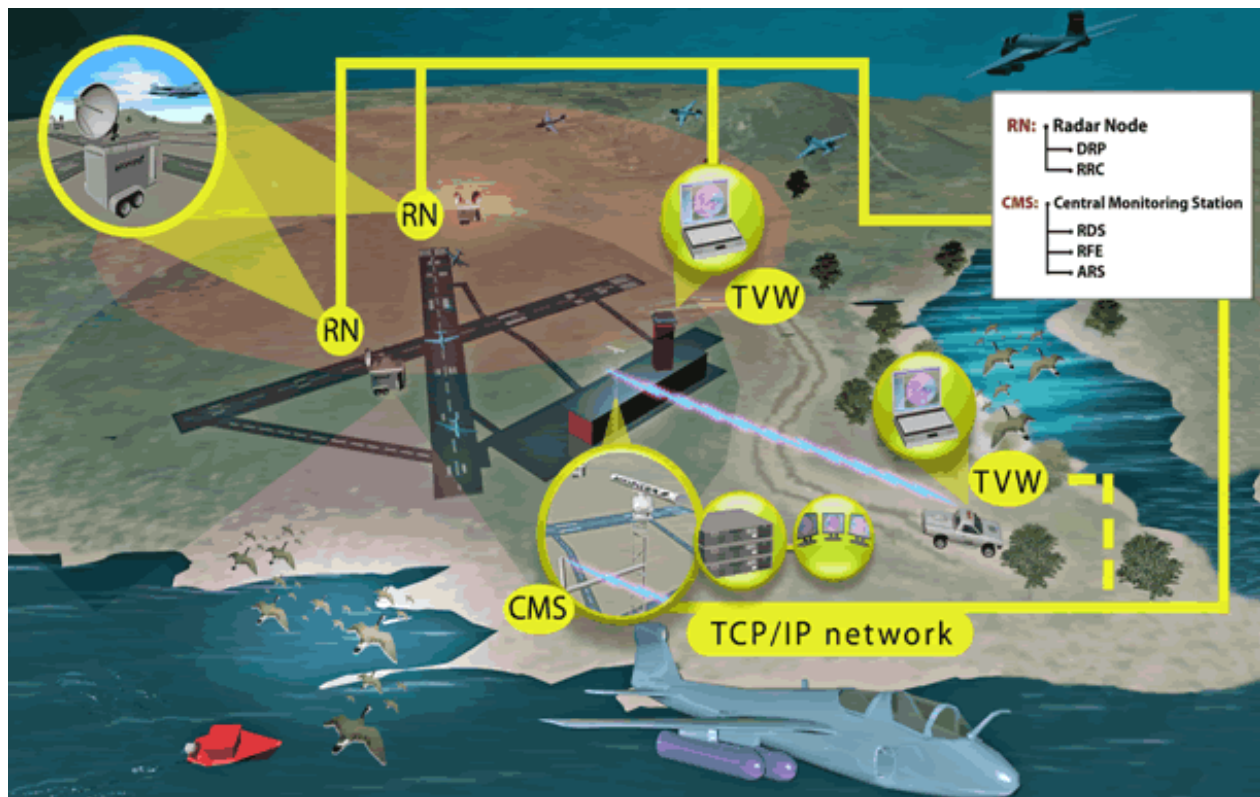 RN: Radar Node
DRP
RRC
CMS: Central Monitoring Station
RDS
RFE
ARS
RN
RN
TVW
TVW
CMS
TCP/IP network